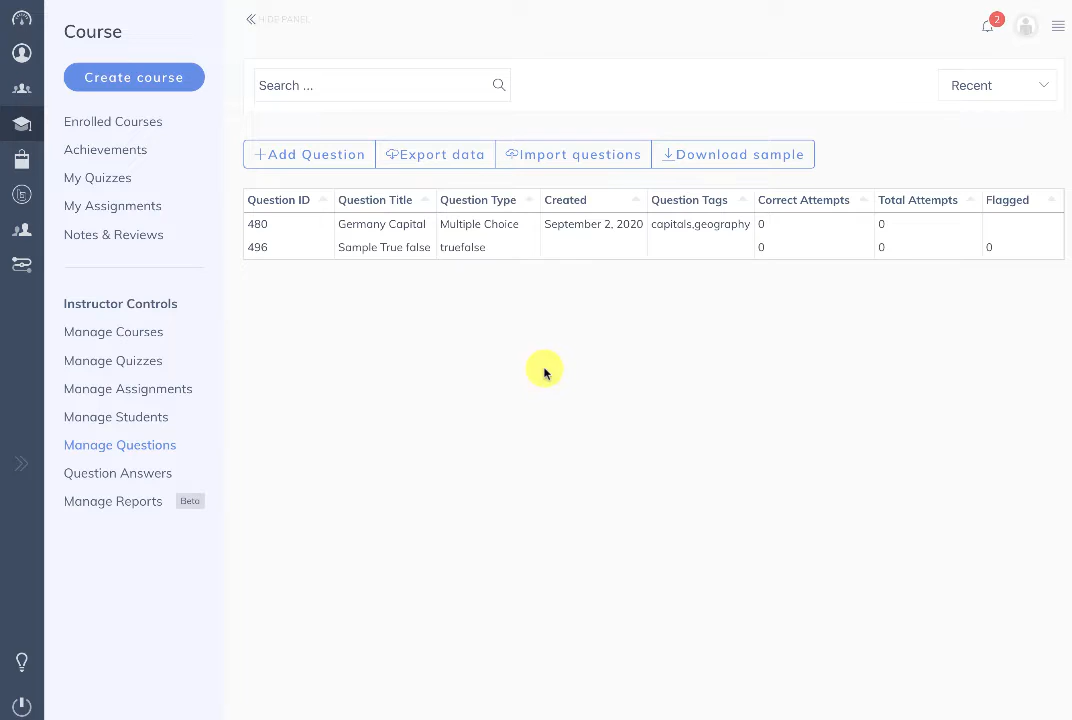 Course
Create course
Enrolled Courses
Achievements
My Quizzes
My Assignments
Notes & Reviews
Instructor Controls
Manage Courses
Manage Quizzes
Manage Assignments
Manage Students
Manage Questions
Question Answers
Manage Reports Beta
HIDE PANEL
2
Search ...
Recent
Add Question Export data Import questions Download sample
Question ID Question Title Question Type Created Question Tags Correct Attempts Total Attempts Flagged
480 Germany Capital Multiple Choice September 2, 2020 capitals,geography 0 0
496 Sample True false truefalse 0 0 0